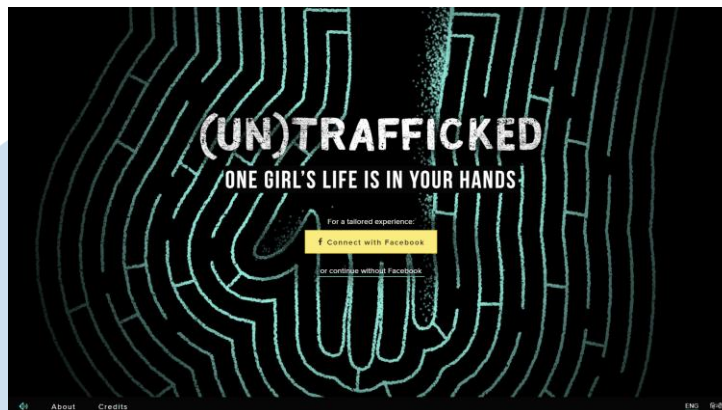 (UN)TRAFFICKED
ONE GIRL'S LIFE IS IN YOUR HANDS
For a tailored experience:
f Connect with Facebook
or continue without Facebook
About Credits ENG